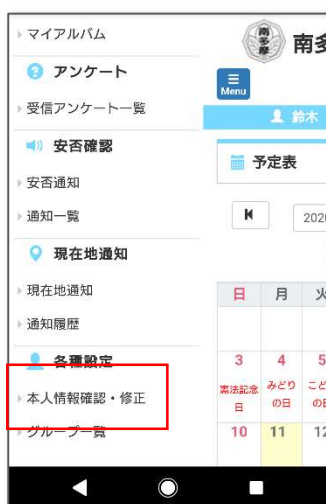 マイアルバム
アンケート
受信アンケート一覧
安否確認
安否通知
通知一覧
現在地通知
現在地通知
通知履歴
各種設定
本人情報確認・修正
グループ一覧
南多摩
南多
Menu
鈴木
予定表
202
日 月 火
3 4 5
憲法記念日 みどりの日 こど
の日
10 11 12